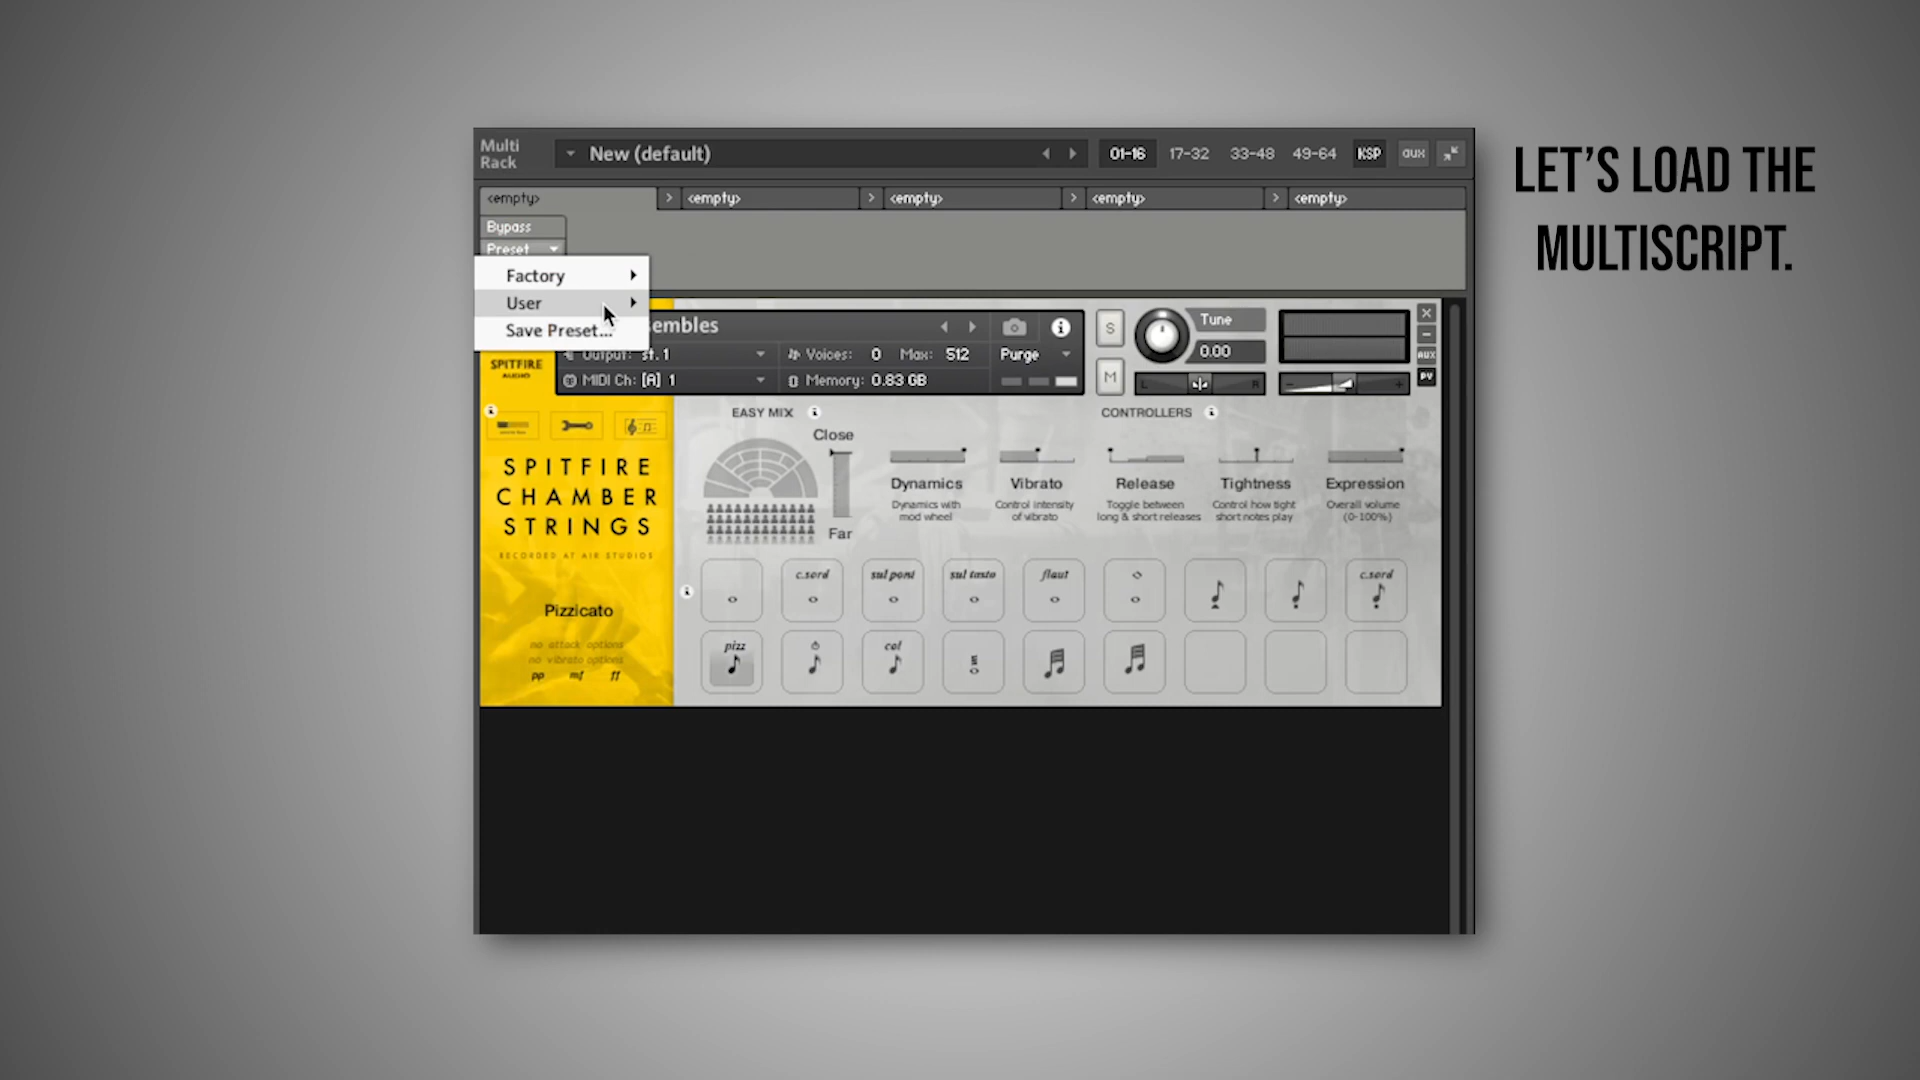 LET'S LOAD THE
MULTISCRIPT.
Multi
Rack
New (default)
01-16
17-32
33-48
49-64
KSP
aux
<empty>
<empty>
<empty>
<empty>
<empty>
Bypass
Preset
Factory
User
Save Preset...
sembles
Output: st. 1
Voices: 0 Max: 512
Purge
MIDI Ch: [A] 1
Memory: 0.83 GB
S
M
Tune
0.00
L
R
AUX
PV
SPITFIRE
AUDIO
SPITFIRE
CHAMBER
STRINGS
RECORDED AT AIR STUDIOS
Pizzicato
no attack options
no vibrato options
pp mf ff
EASY MIX
Close
Far
CONTROLLERS
Dynamics
Dynamics with
mod wheel
Vibrato
Control intensity
of vibrato
Release
Toggle between
long & short releases
Tightness
Control how tight
short notes play
Expression
Overall volume
(0-100%)
c.sord
sul pont
sul tasto
flaut
c.sord
pizz
col